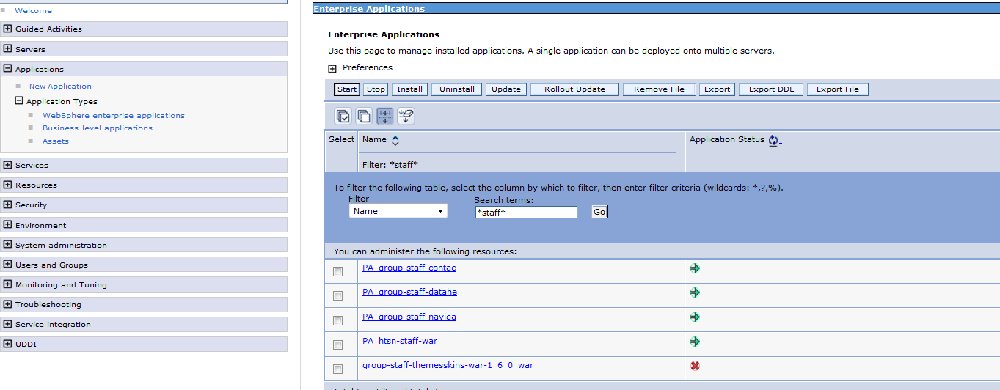 Welcome
Guided Activities
Servers
Applications
New Application
Application Types
WebSphere enterprise applications
Business-level applications
Assets
Services
Resources
Security
Environment
System administration
Users and Groups
Monitoring and Tuning
Troubleshooting
Service integration
UDDI
Enterprise Applications
Enterprise Applications
Use this page to manage installed applications. A single application can be deployed onto multiple servers.
Preferences
Start Stop Install Uninstall Update Rollout Update Remove File Export Export DDL Export File
Select Name Application Status
Filter: *staff*
To filter the following table, select the column by which to filter, then enter filter criteria (wildcards: *,?,%).
Filter Search terms:
Name *staff* Go
You can administer the following resources:
PA_group-staff-contac
PA_group-staff-datahe
PA_group-staff-naviga
PA_htsn-staff-war
group-staff-themesskins-war-1_6_0_war